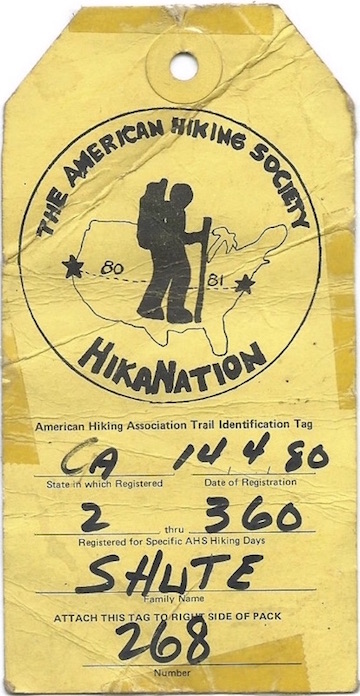 THE AMERICAN HIKING SOCIETY
80
81
HIKANATION
American Hiking Association Trail Identification Tag
CA 14 4 80
State in which Registered Date of Registration
2 thru 360
Registered for Specific AHS Hiking Days
SHUTE
Family Name
ATTACH THIS TAG TO RIGHT SIDE OF PACK
268
Number